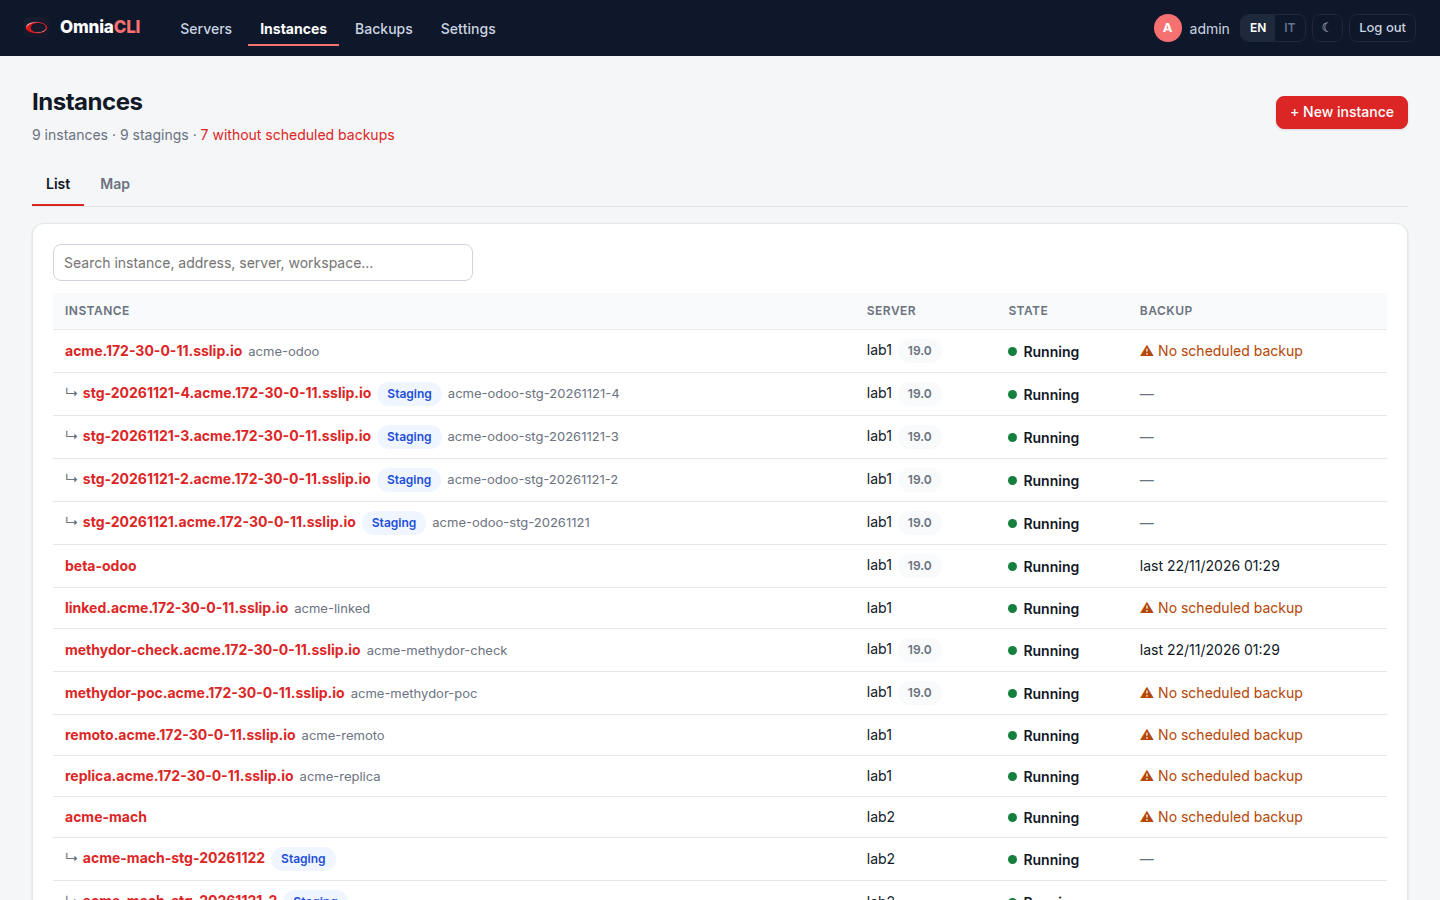 OmniaCLI Servers Instances Backups Settings A admin EN IT ☾ Log out
Instances
+ New instance
9 instances · 9 stagings · 7 without scheduled backups
List Map
Search instance, address, server, workspace...
INSTANCE SERVER STATE BACKUP
acme.172-30-0-11.sslip.io acme-odoo lab1 19.0 Running ⚠ No scheduled backup
↳ stg-20261121-4.acme.172-30-0-11.sslip.io Staging acme-odoo-stg-20261121-4 lab1 19.0 Running —
↳ stg-20261121-3.acme.172-30-0-11.sslip.io Staging acme-odoo-stg-20261121-3 lab1 19.0 Running —
↳ stg-20261121-2.acme.172-30-0-11.sslip.io Staging acme-odoo-stg-20261121-2 lab1 19.0 Running —
↳ stg-20261121.acme.172-30-0-11.sslip.io Staging acme-odoo-stg-20261121 lab1 19.0 Running —
beta-odoo lab1 19.0 Running last 22/11/2026 01:29
linked.acme.172-30-0-11.sslip.io acme-linked lab1 Running ⚠ No scheduled backup
methydor-check.acme.172-30-0-11.sslip.io acme-methydor-check lab1 19.0 Running last 22/11/2026 01:29
methydor-poc.acme.172-30-0-11.sslip.io acme-methydor-poc lab1 19.0 Running ⚠ No scheduled backup
remoto.acme.172-30-0-11.sslip.io acme-remoto lab1 Running ⚠ No scheduled backup
replica.acme.172-30-0-11.sslip.io acme-replica lab1 Running ⚠ No scheduled backup
acme-mach lab2 Running ⚠ No scheduled backup
↳ acme-mach-stg-20261122 Staging lab2 Running —